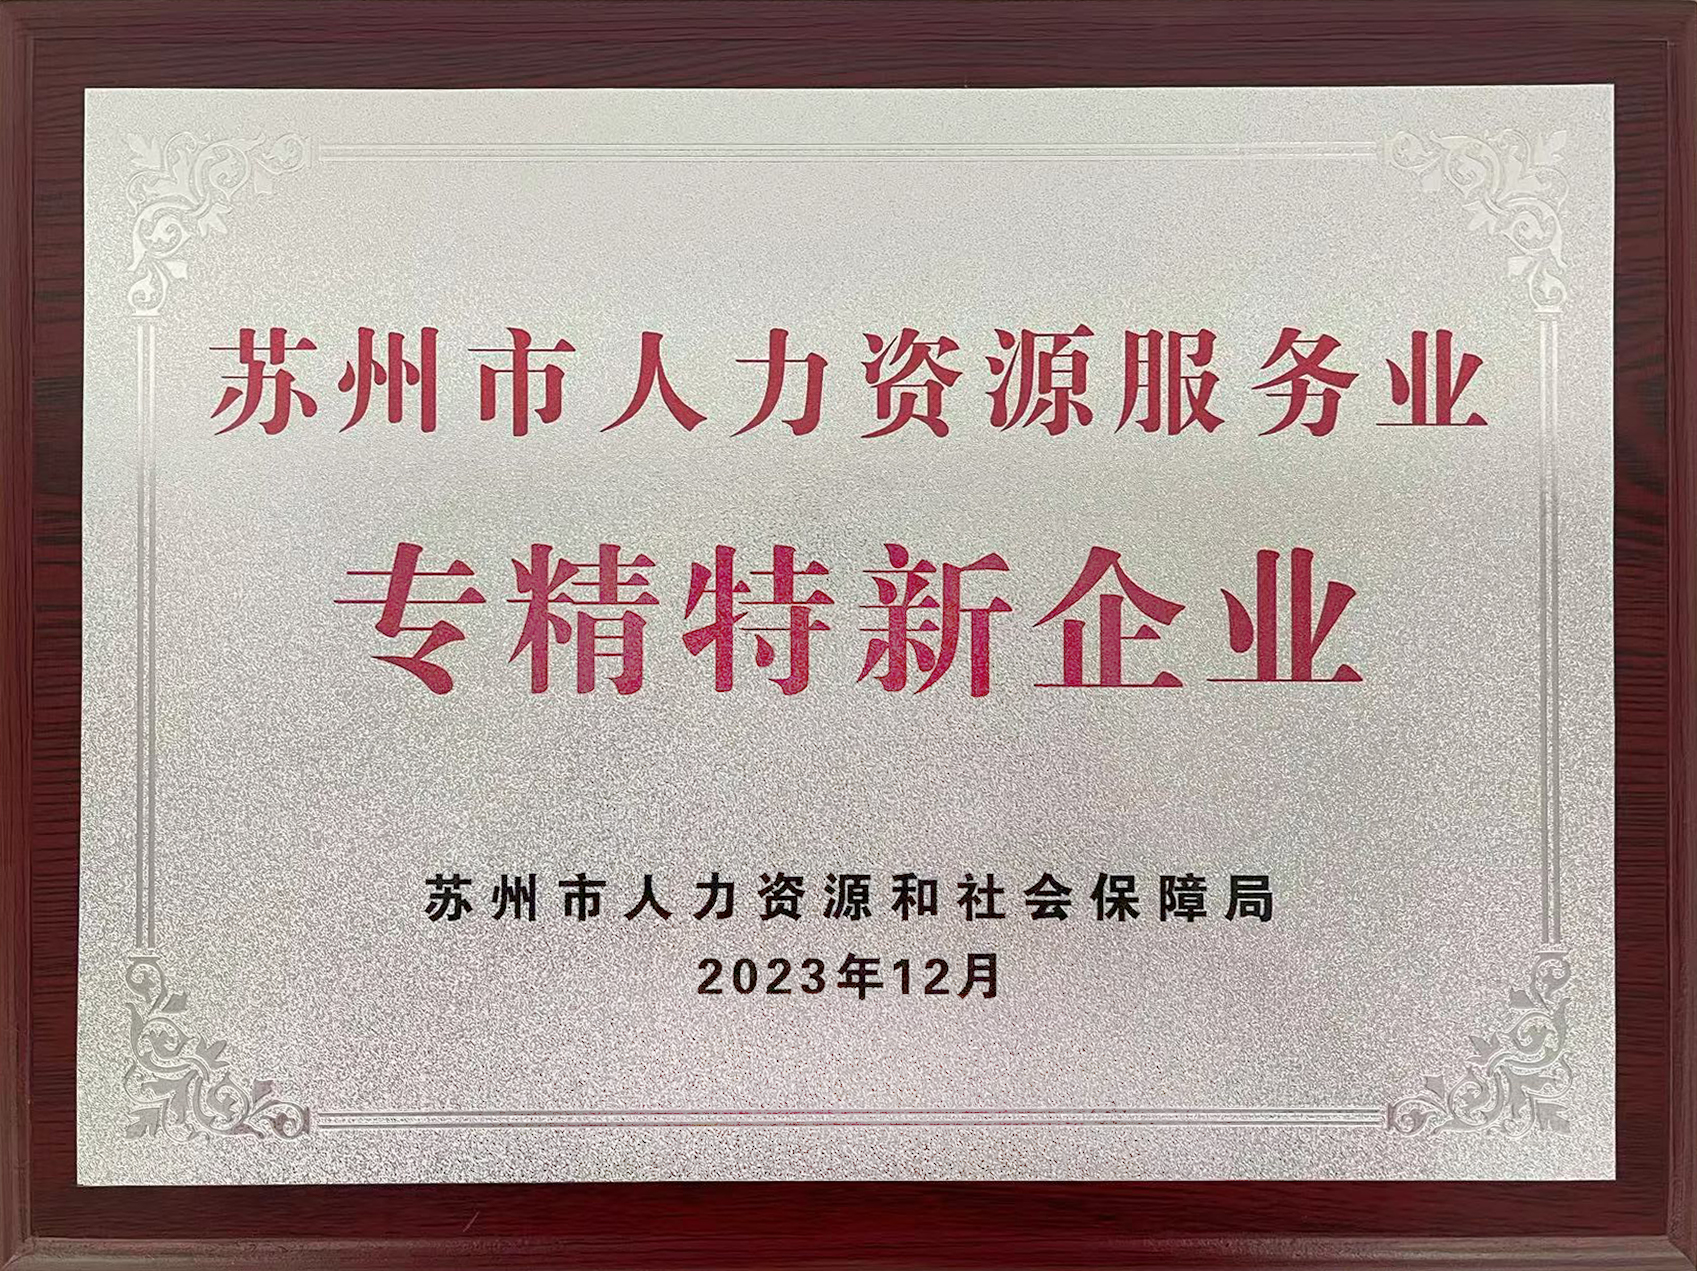 苏州市人力资源服务业
专精特新企业
苏州市人力资源和社会保障局
2023年12月